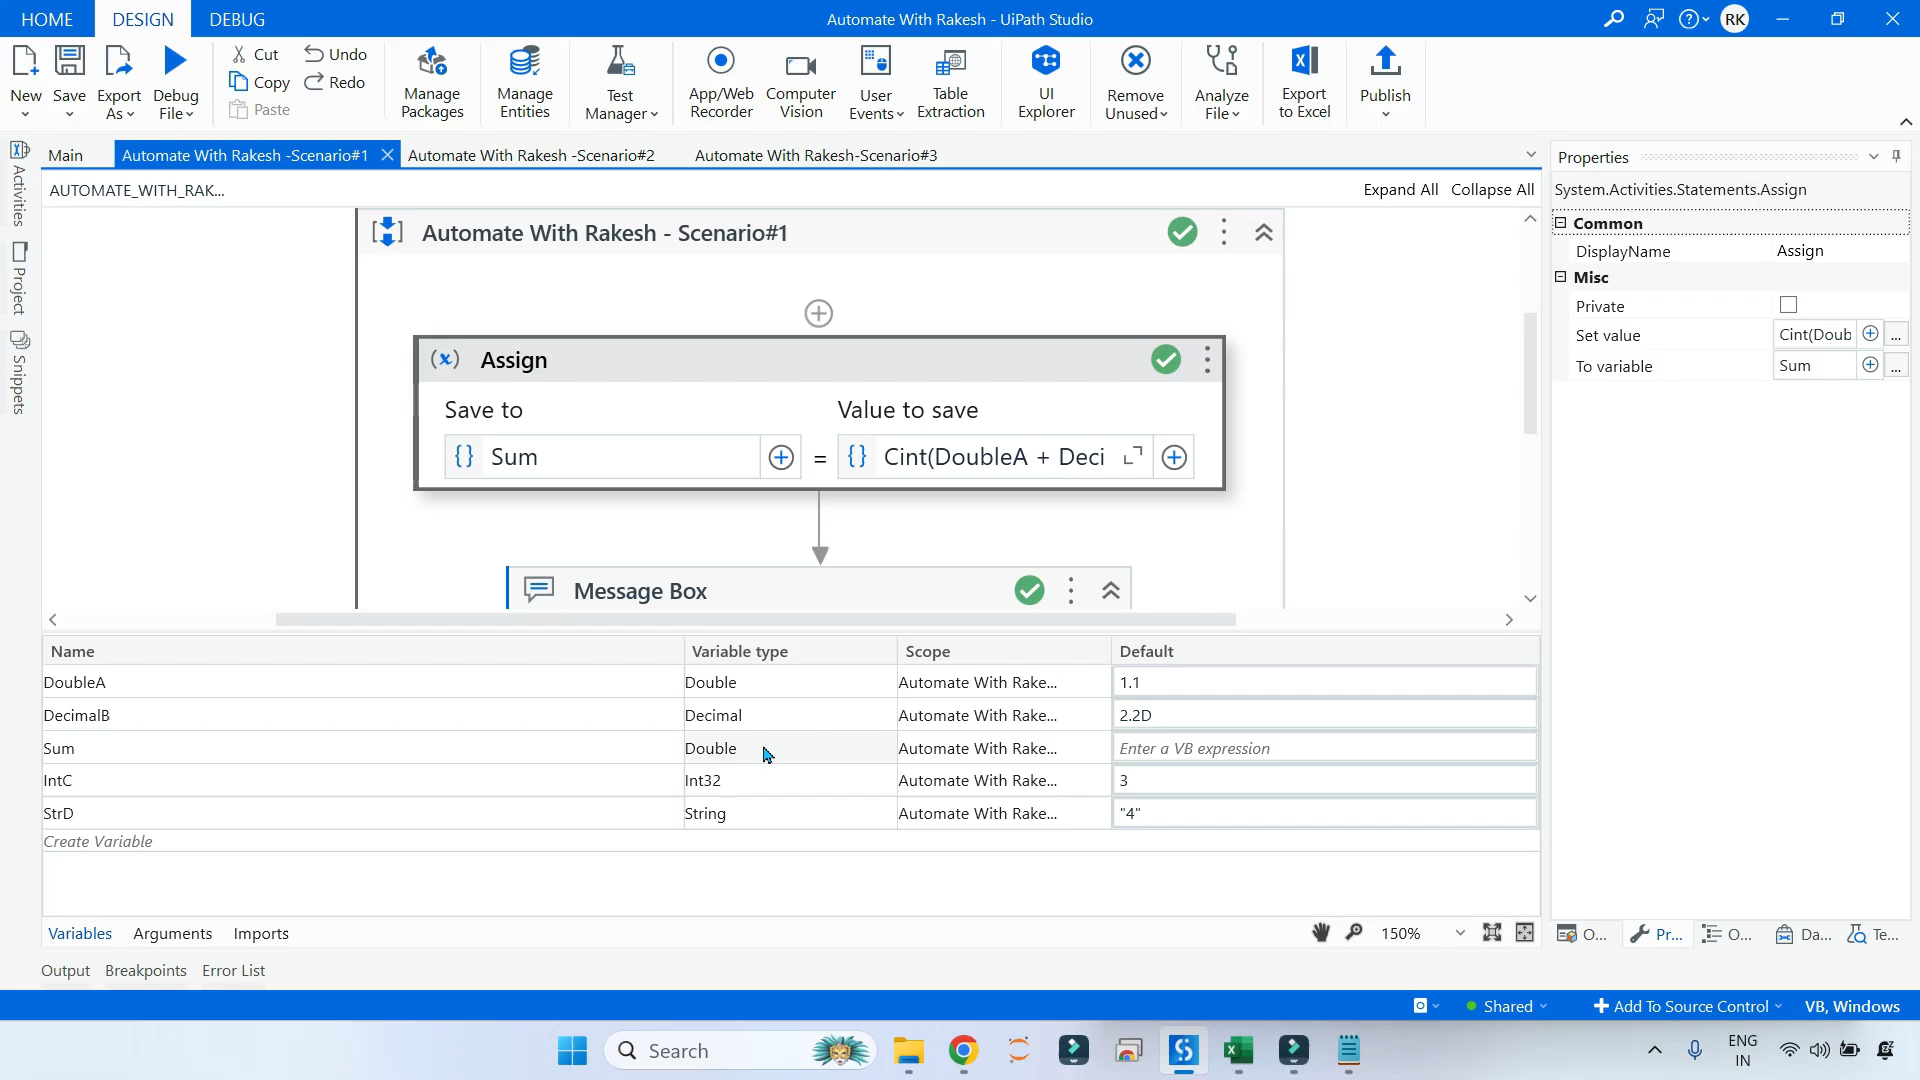 HOME DESIGN DEBUG Automate With Rakesh - UiPath Studio RK
New Save Export As Debug File Cut Copy Paste Undo Redo Manage Packages Manage Entities Test Manager App/Web Recorder Computer Vision User Events Table Extraction UI Explorer Remove Unused Analyze File Export to Excel Publish
Activities
Project
Snippets
Main Automate With Rakesh -Scenario#1 Automate With Rakesh -Scenario#2 Automate With Rakesh-Scenario#3
AUTOMATE_WITH_RAK... Expand All Collapse All
Automate With Rakesh - Scenario#1
Assign
Save to Value to save
Sum = Cint(DoubleA + Deci
Message Box
Properties
System.Activities.Statements.Assign
Common
DisplayName Assign
Misc
Private
Set value Cint(Doub ...
To variable Sum ...
Name Variable type Scope Default
DoubleA Double Automate With Rake... 1.1
DecimalB Decimal Automate With Rake... 2.2D
Sum Double Automate With Rake... Enter a VB expression
IntC Int32 Automate With Rake... 3
StrD String Automate With Rake... "4"
Create Variable
Variables Arguments Imports 150% O... Pr... O... Da... Te...
Output Breakpoints Error List
Shared Add To Source Control VB, Windows
Search ENG
IN